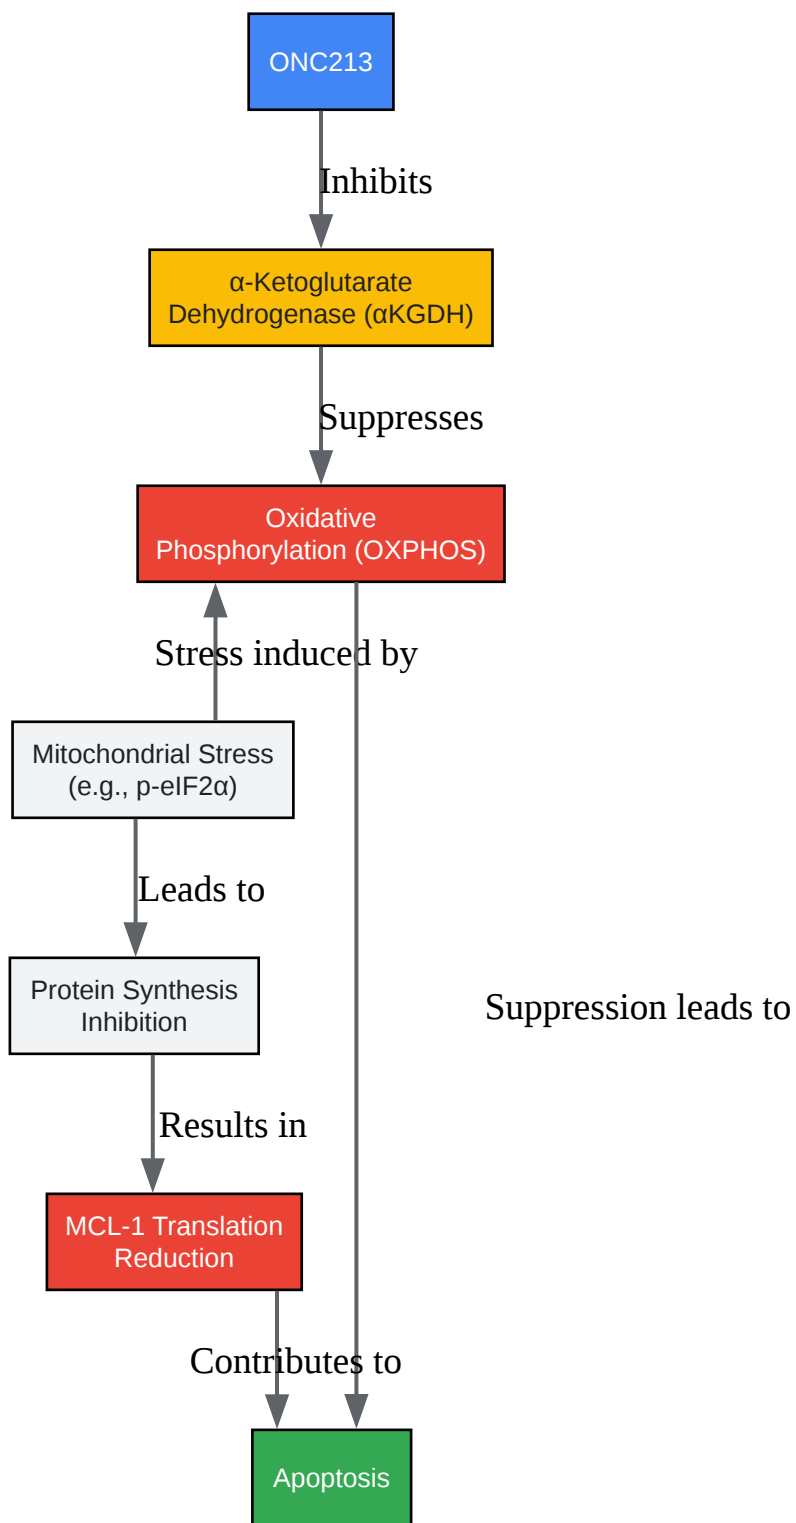 ONC213
Inhibits
α-Ketoglutarate
Dehydrogenase (αKGDH)
Suppresses
Oxidative
Phosphorylation (OXPHOS)
Stress induced by
Mitochondrial Stress
(e.g., p-eIF2α)
Leads to
Protein Synthesis
Inhibition
Suppression leads to
Results in
MCL-1 Translation
Reduction
Contributes to
Apoptosis